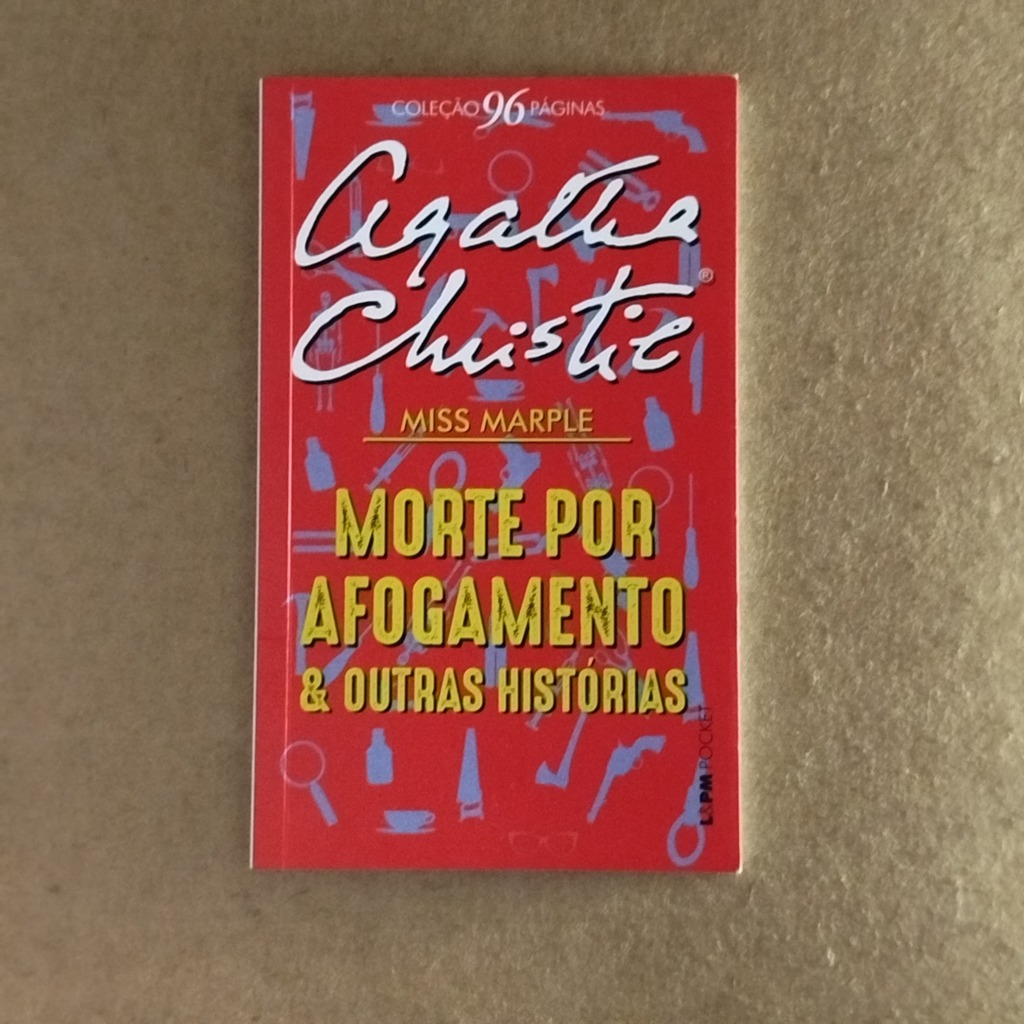 COLEÇÃO 96 PÁGINAS
Agatha
Christie®
MISS MARPLE
MORTE POR
AFOGAMENTO
& OUTRAS HISTÓRIAS
L&PM POCKET